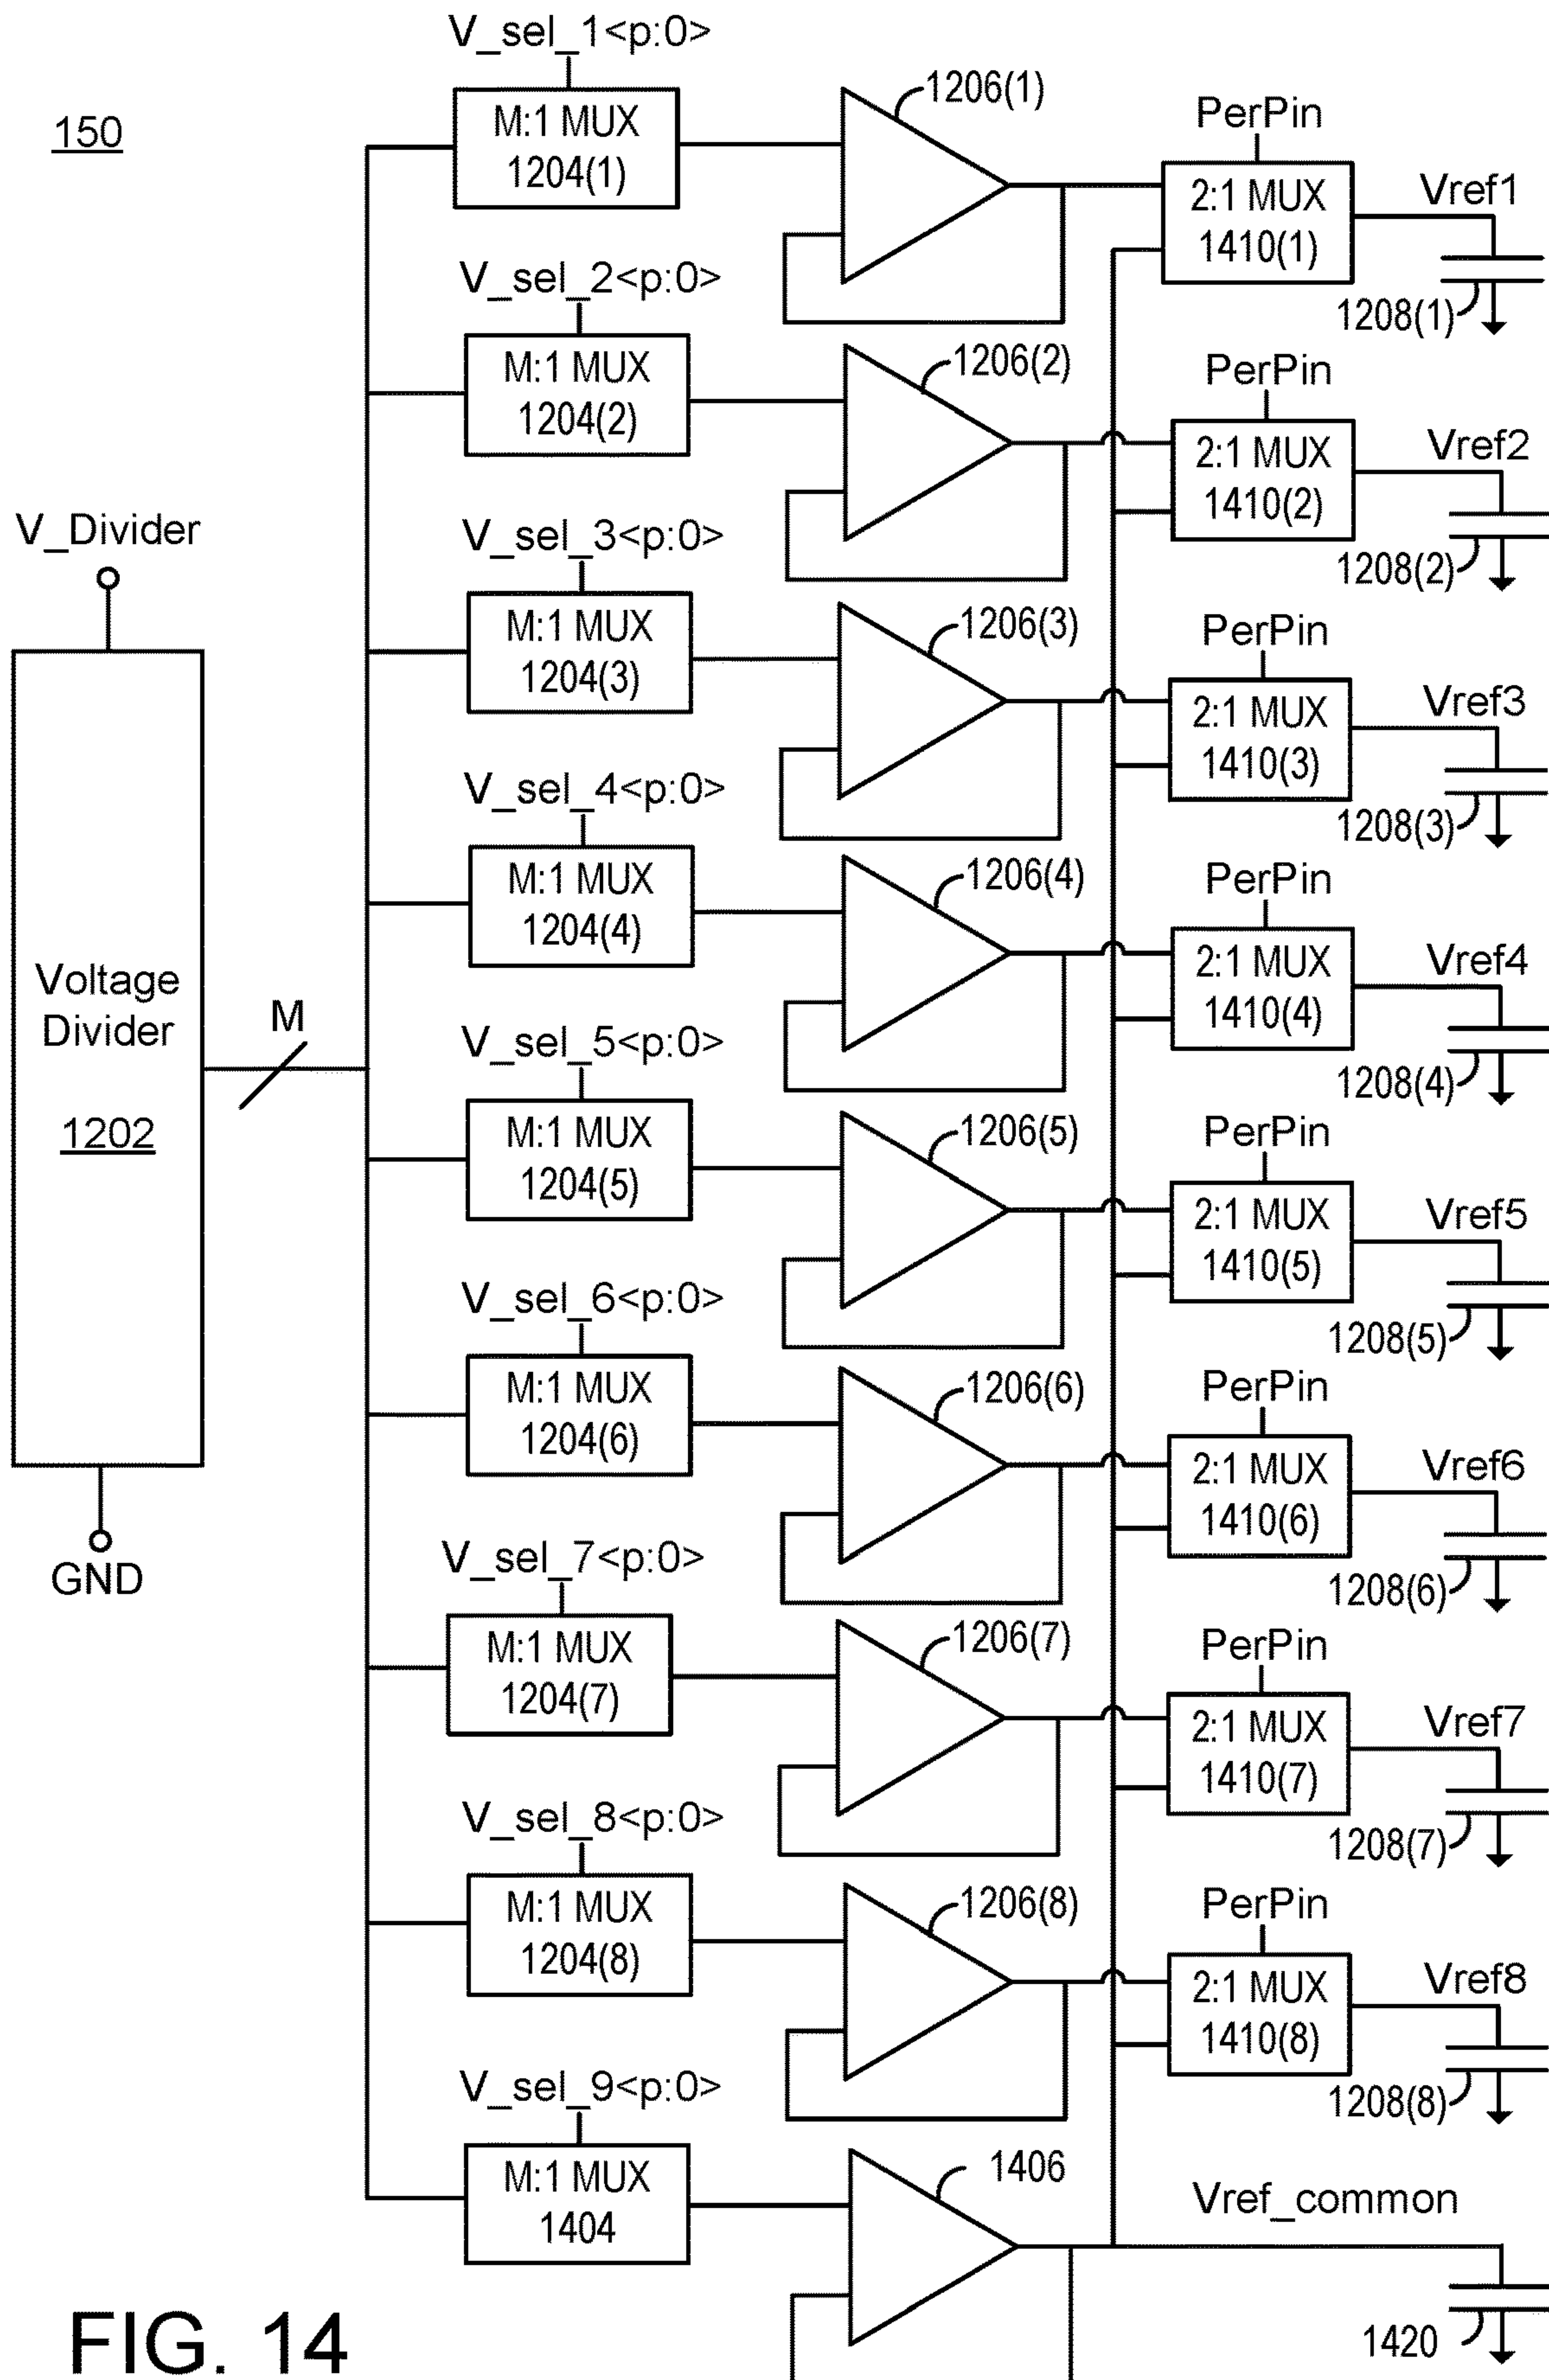 150
V_sel_1<p:0>
M:1 MUX
1204(1)
1206(1)
PerPin
2:1 MUX
1410(1)
Vref1
1208(1)
V_sel_2<p:0>
M:1 MUX
1204(2)
1206(2)
PerPin
2:1 MUX
1410(2)
Vref2
1208(2)
V_sel_3<p:0>
M:1 MUX
1204(3)
1206(3)
PerPin
2:1 MUX
1410(3)
Vref3
1208(3)
V_sel_4<p:0>
M:1 MUX
1204(4)
1206(4)
PerPin
2:1 MUX
1410(4)
Vref4
1208(4)
V_Divider
Voltage
Divider
1202
GND
M
V_sel_5<p:0>
M:1 MUX
1204(5)
1206(5)
PerPin
2:1 MUX
1410(5)
Vref5
1208(5)
V_sel_6<p:0>
M:1 MUX
1204(6)
1206(6)
PerPin
2:1 MUX
1410(6)
Vref6
1208(6)
V_sel_7<p:0>
M:1 MUX
1204(7)
1206(7)
PerPin
2:1 MUX
1410(7)
Vref7
1208(7)
V_sel_8<p:0>
M:1 MUX
1204(8)
1206(8)
PerPin
2:1 MUX
1410(8)
Vref8
1208(8)
V_sel_9<p:0>
M:1 MUX
1404
1406
Vref_common
1420
FIG. 14